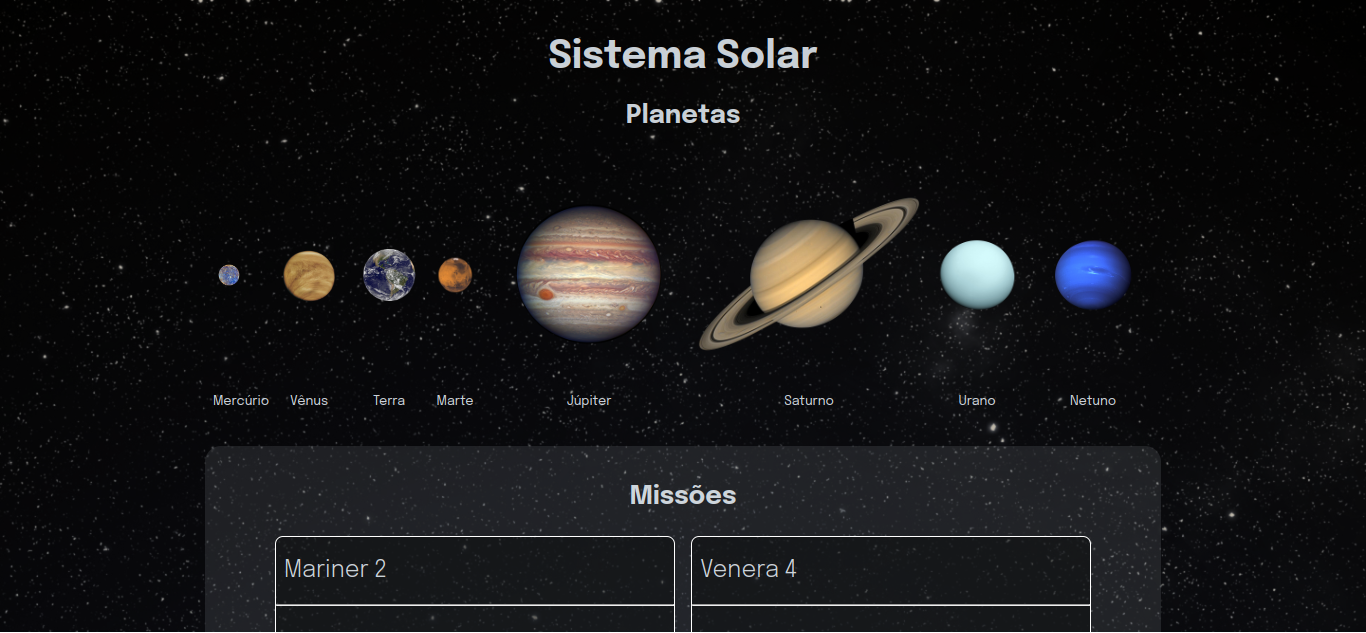 Sistema Solar
Planetas
Mercúrio Vênus Terra Marte Júpiter Saturno Urano Netuno
Missões
Mariner 2 Venera 4